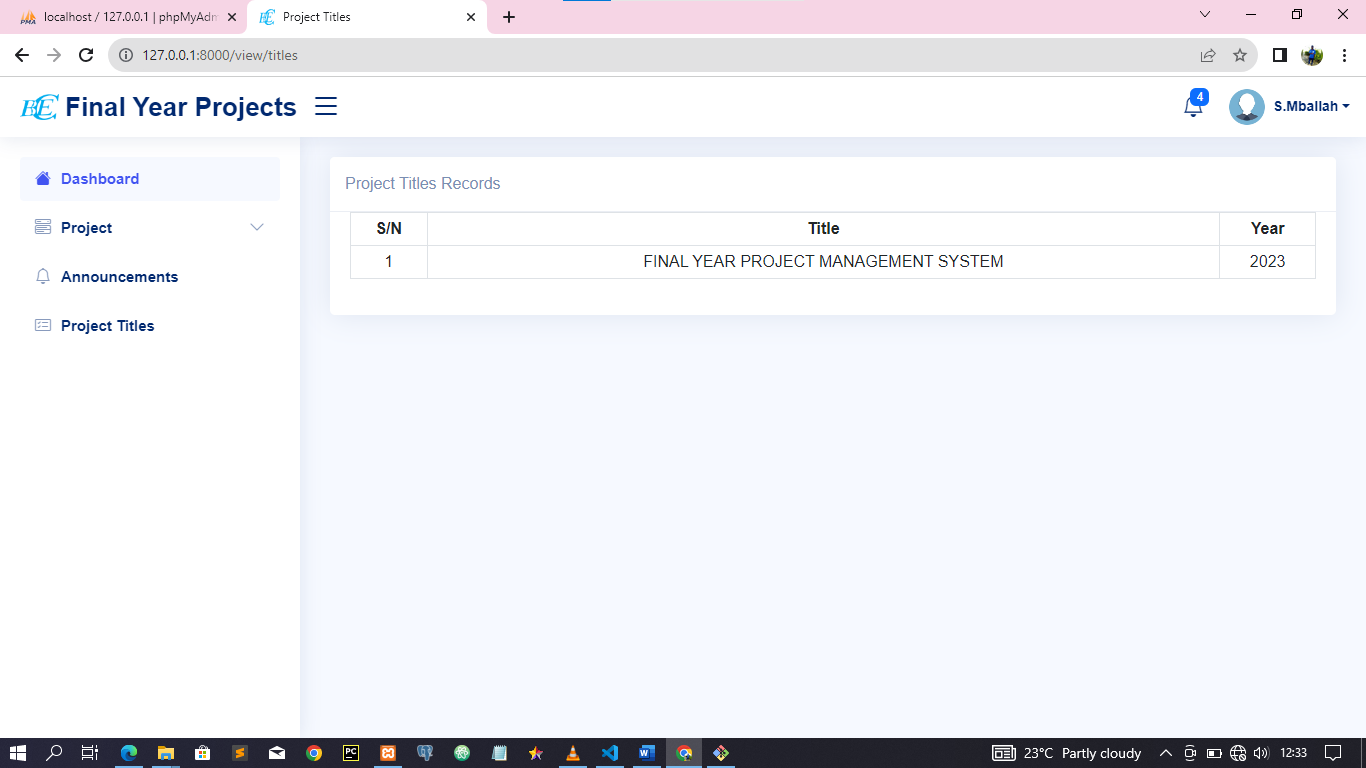 localhost / 127.0.0.1 | phpMyAdm
Project Titles
127.0.0.1:8000/view/titles
Final Year Projects
4
S.Mballah
Dashboard
Project
Announcements
Project Titles
Project Titles Records
S/N Title Year
1 FINAL YEAR PROJECT MANAGEMENT SYSTEM 2023
23°C Partly cloudy
12:33